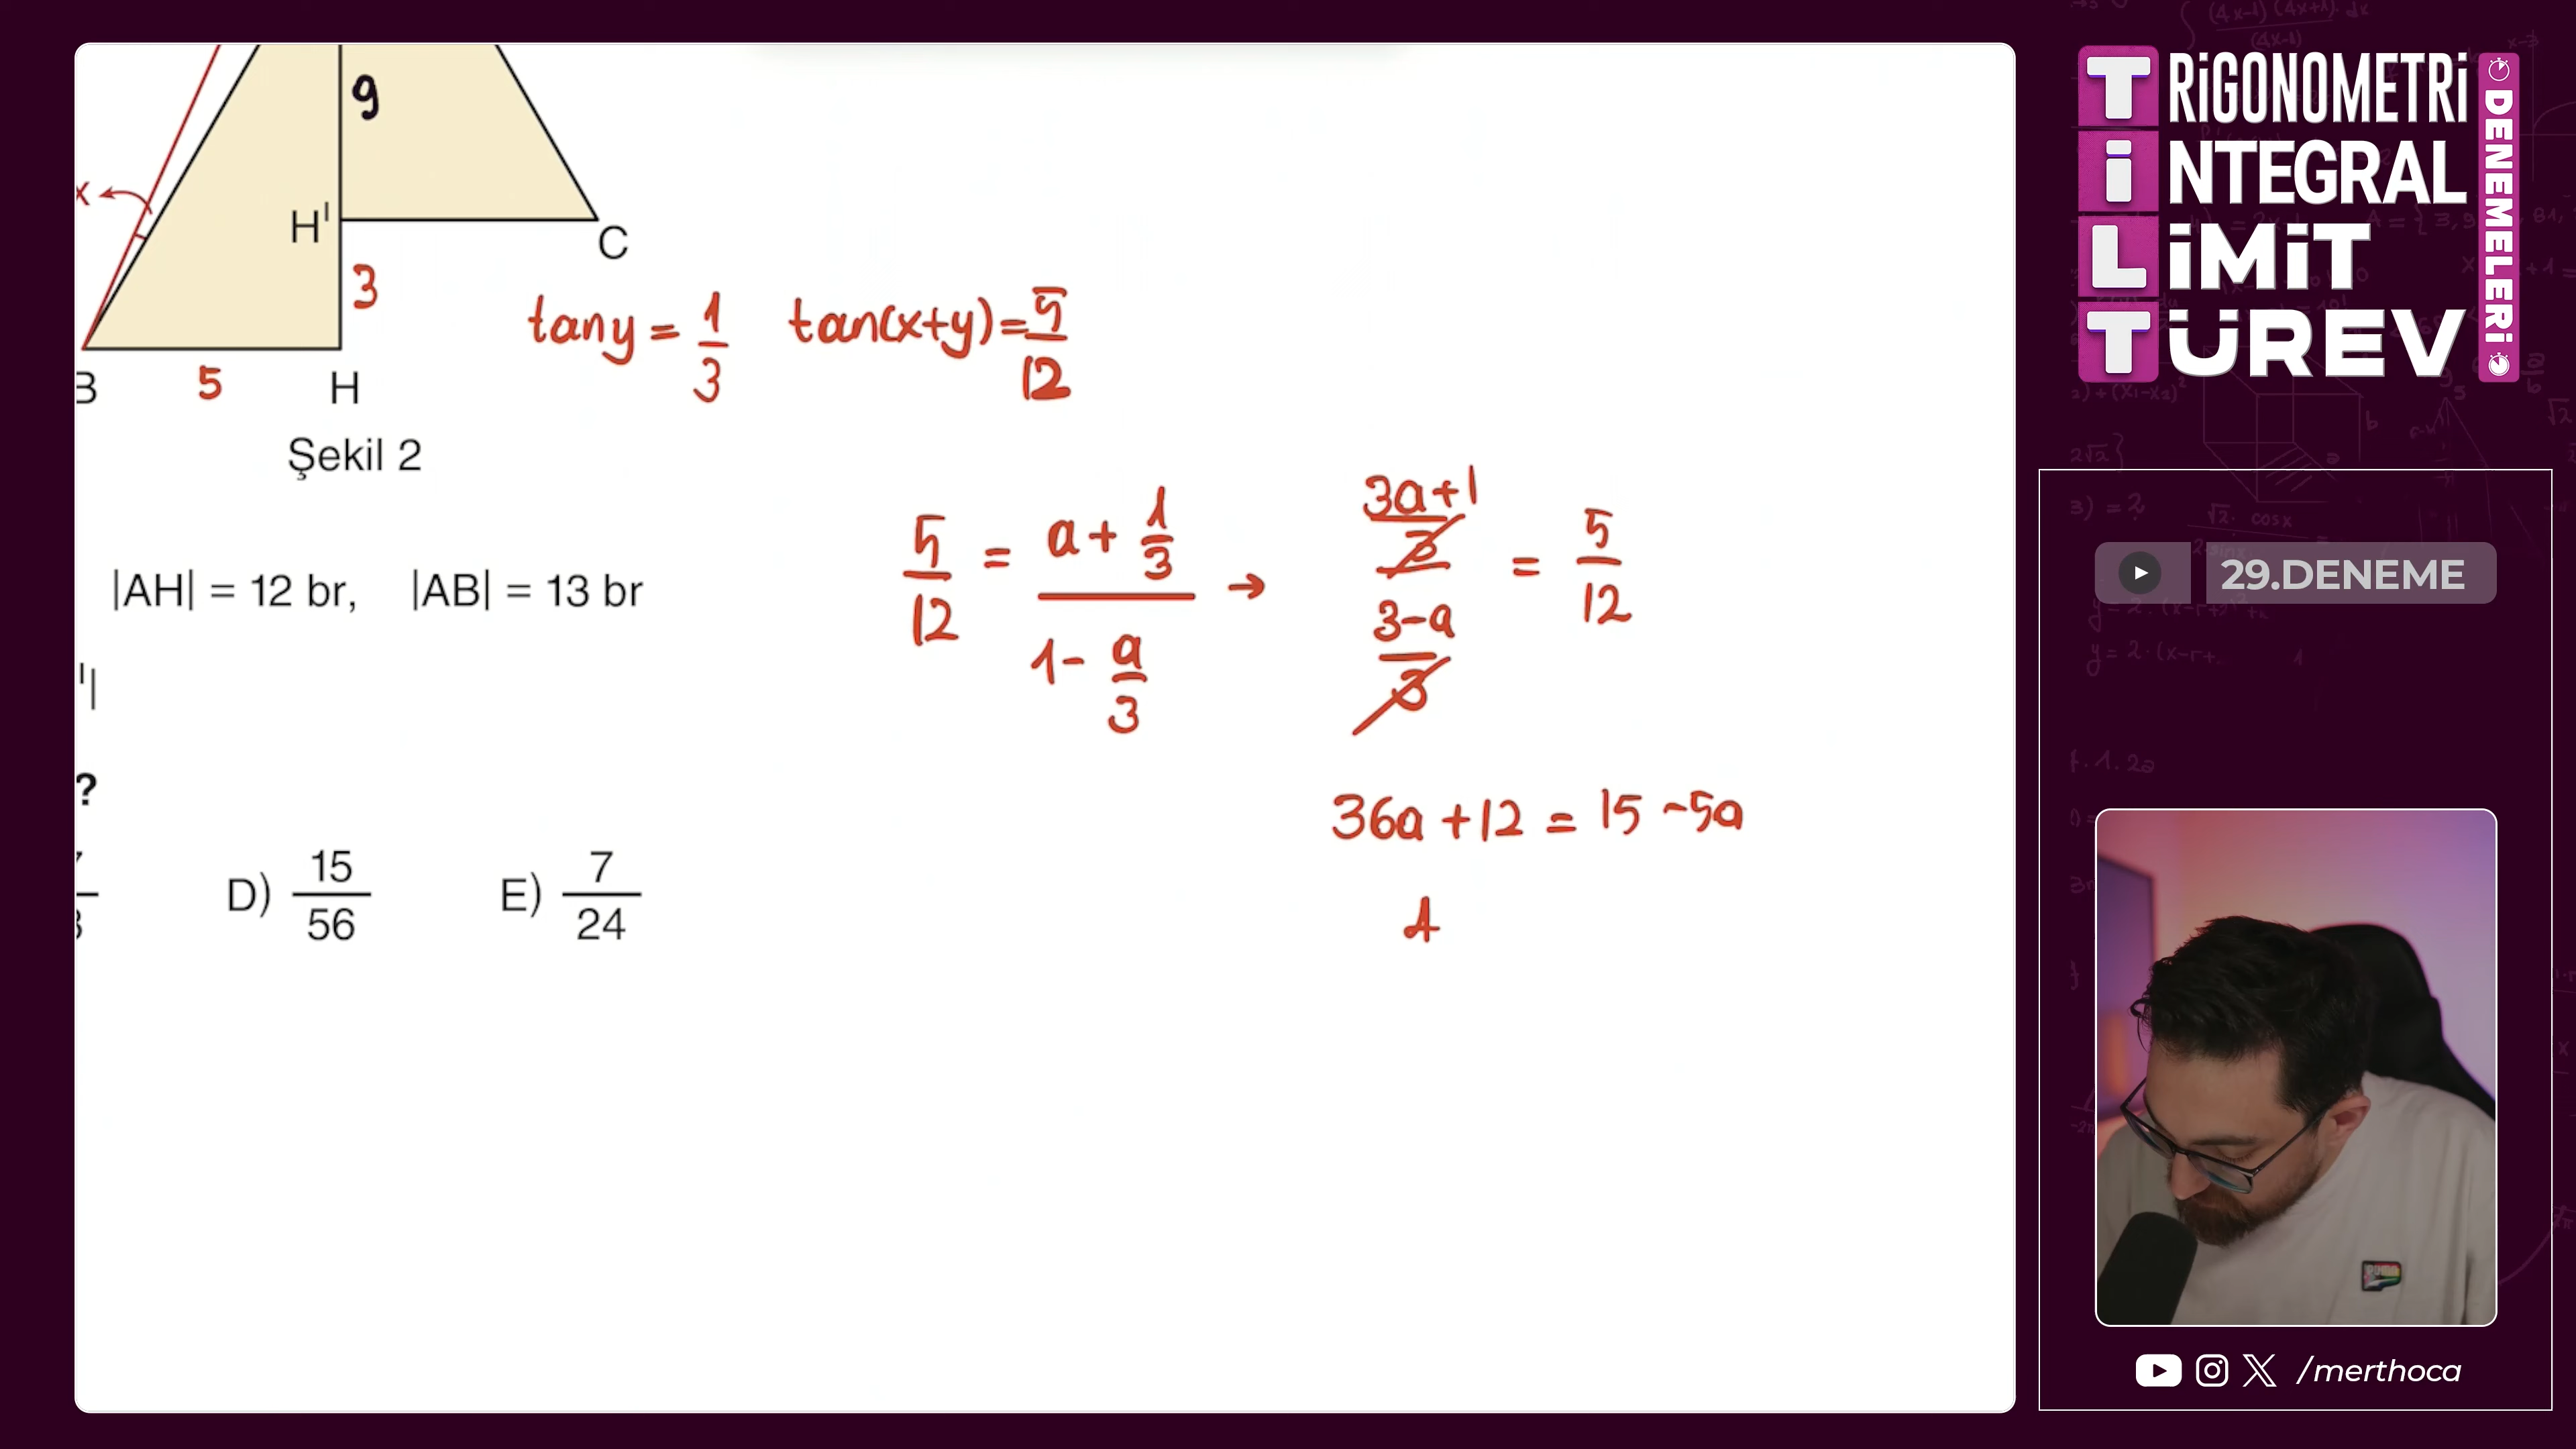 TRİGONOMETRİ
İNTEGRAL
LİMİT
TÜREV
DENEMELERİ
29.DENEME
9
x
H'
C
3
B 5 H
Şekil 2
tany = 1/3 tan(x+y) = 5/12
|AH| = 12 br, |AB| = 13 br
'|
?
5/12 = (a + 1/3)/(1 - a/3) → ((3a+1)/3)/((3-a)/3) = 5/12
36a + 12 = 15 - 5a
4
D) 15/56 E) 7/24
/merthoca